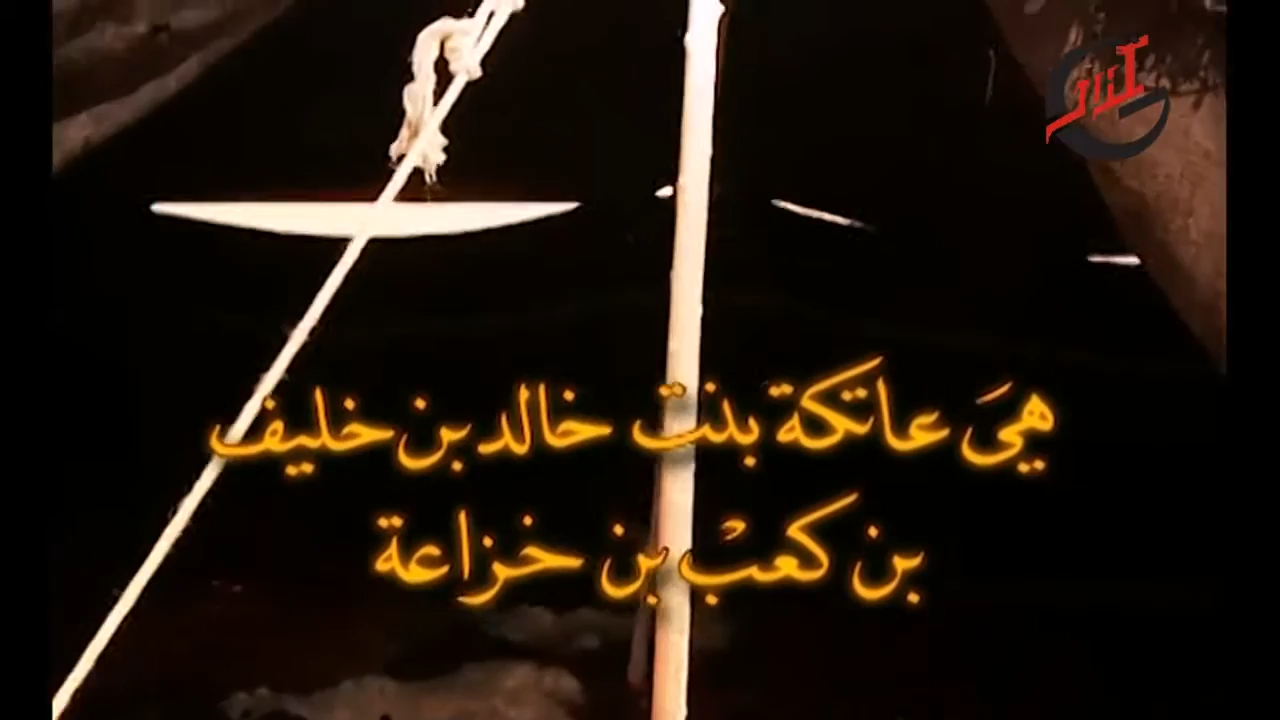 هيَ عاتكة بنت خالد بن خليف
بن كعبْ بن خزاعة